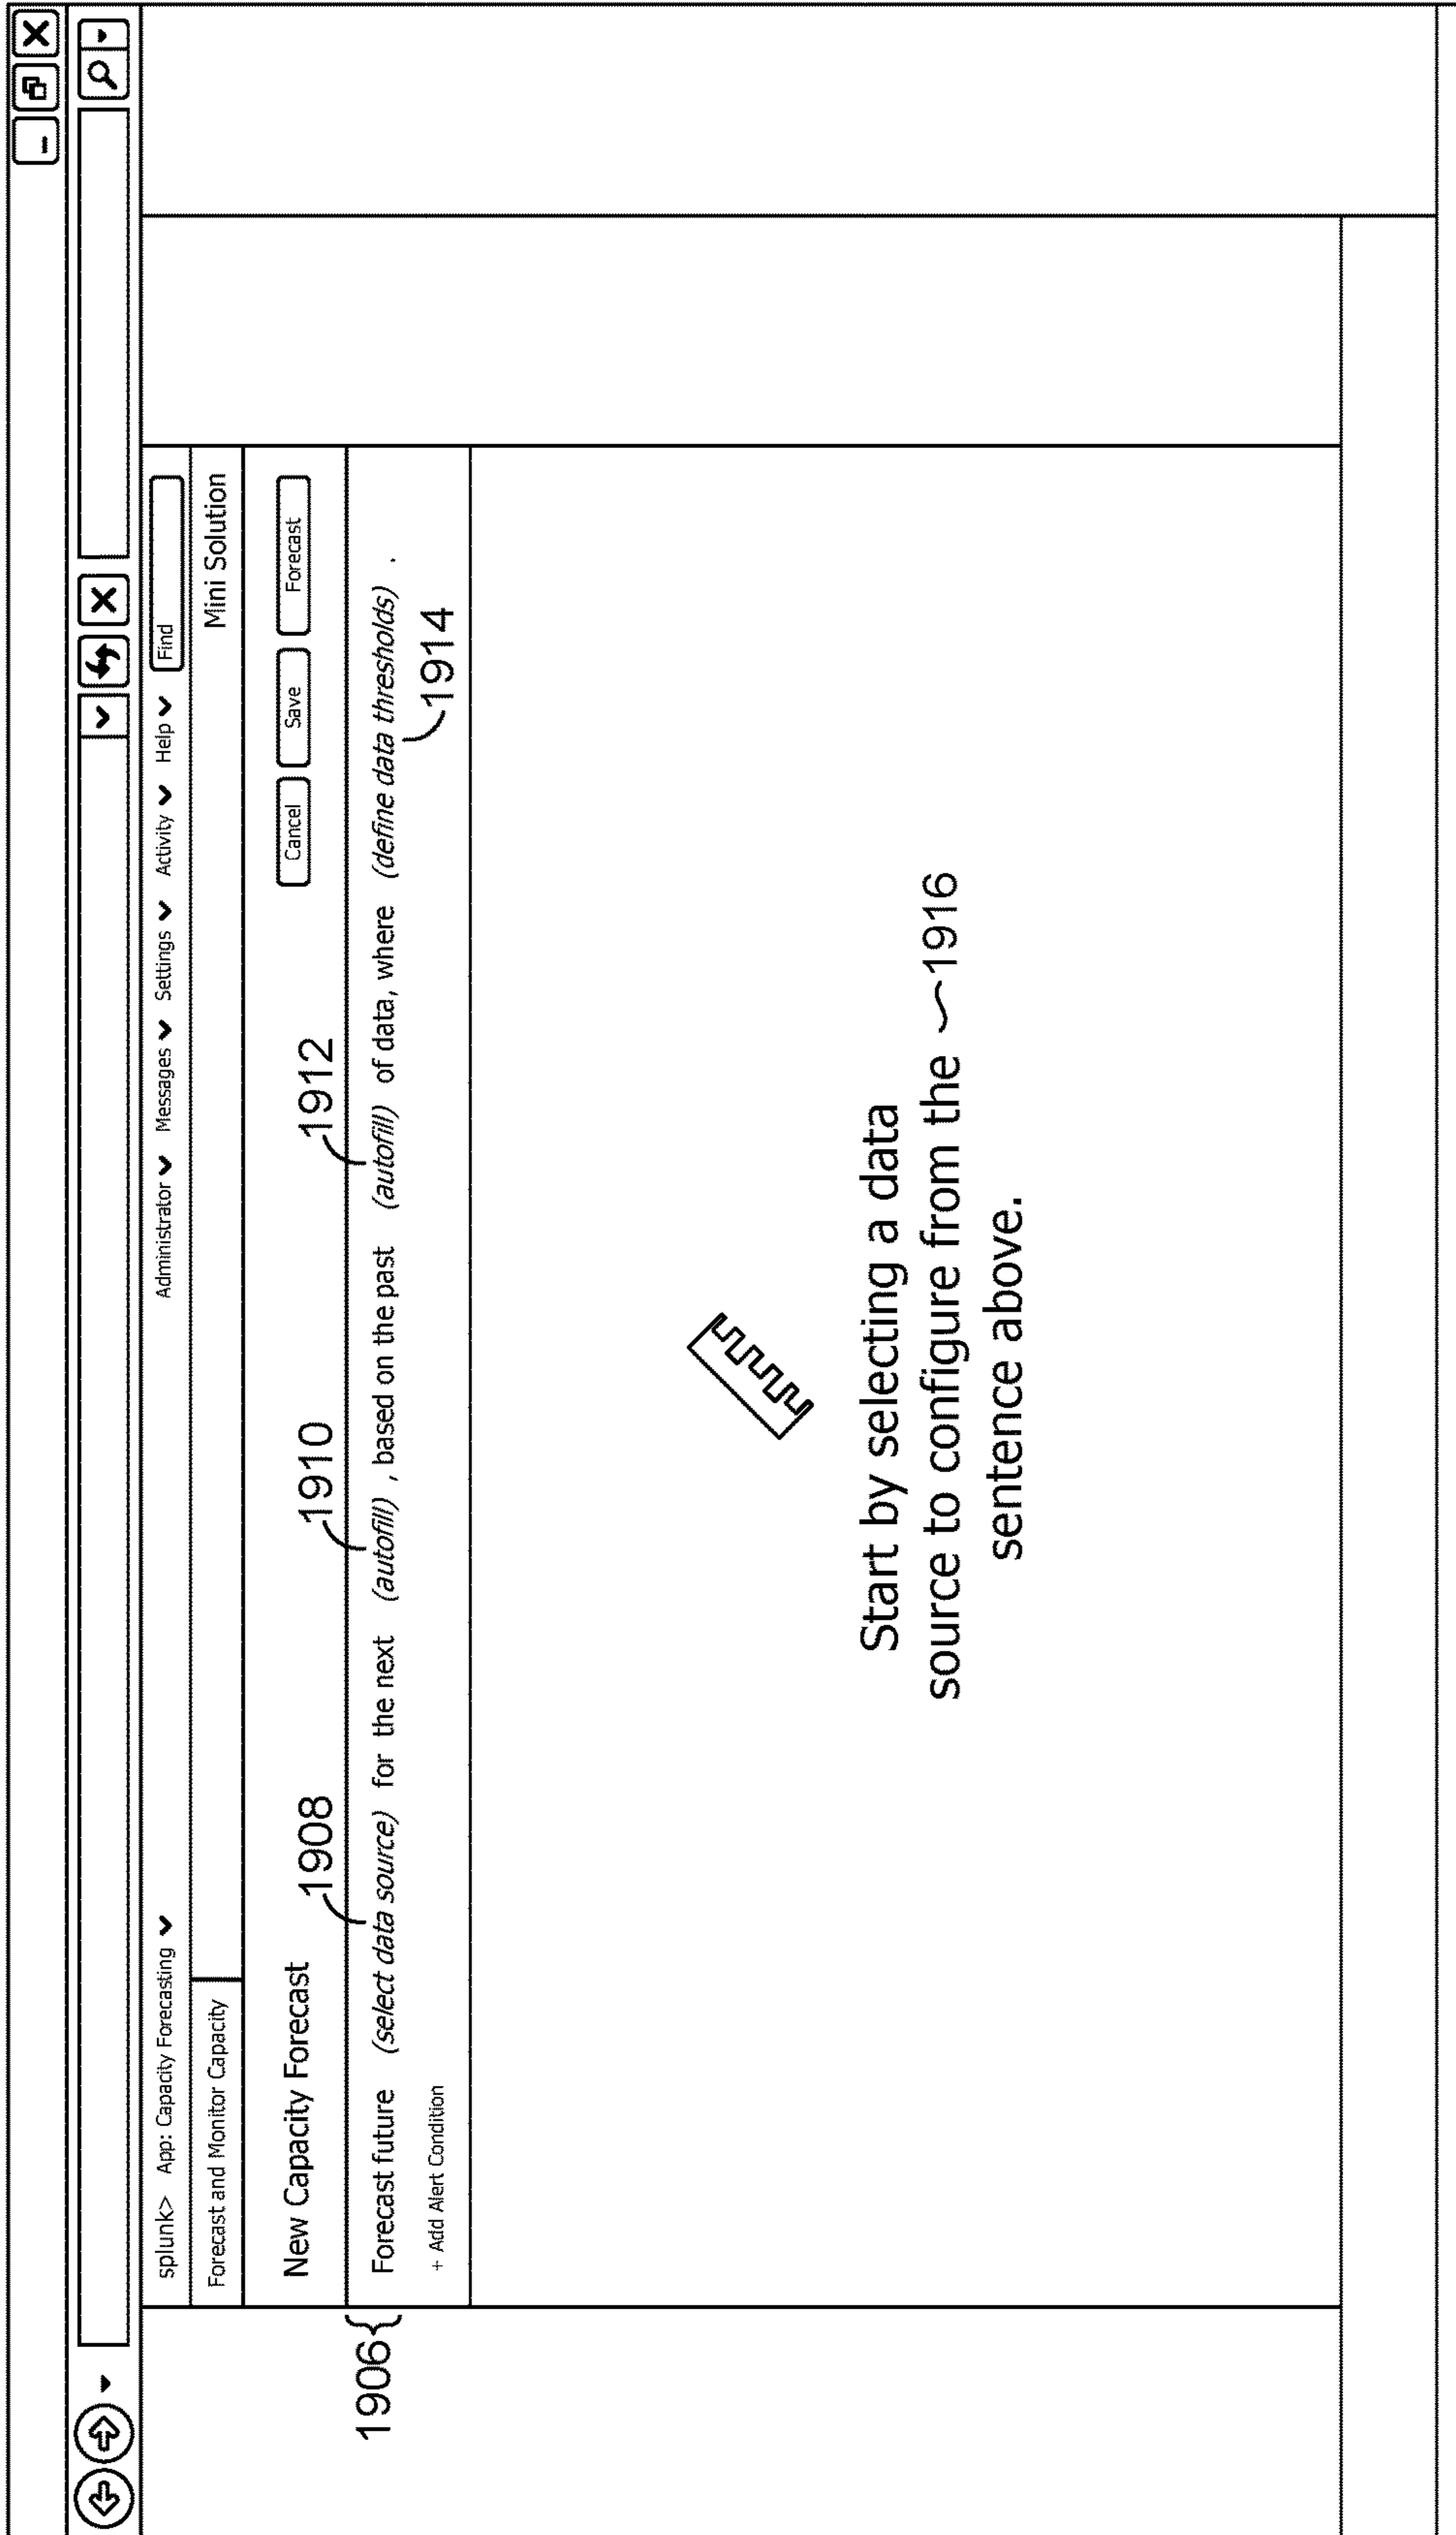 splunk> App: Capacity Forecasting Administrator Messages Settings Activity Help Find
Forecast and Monitor Capacity Mini Solution
New Capacity Forecast Cancel Save Forecast
1908 1910 1912
1906 Forecast future (select data source) for the next (autofill) , based on the past (autofill) of data, where (define data thresholds) .
+ Add Alert Condition 1914
Start by selecting a data
source to configure from the 1916
sentence above.